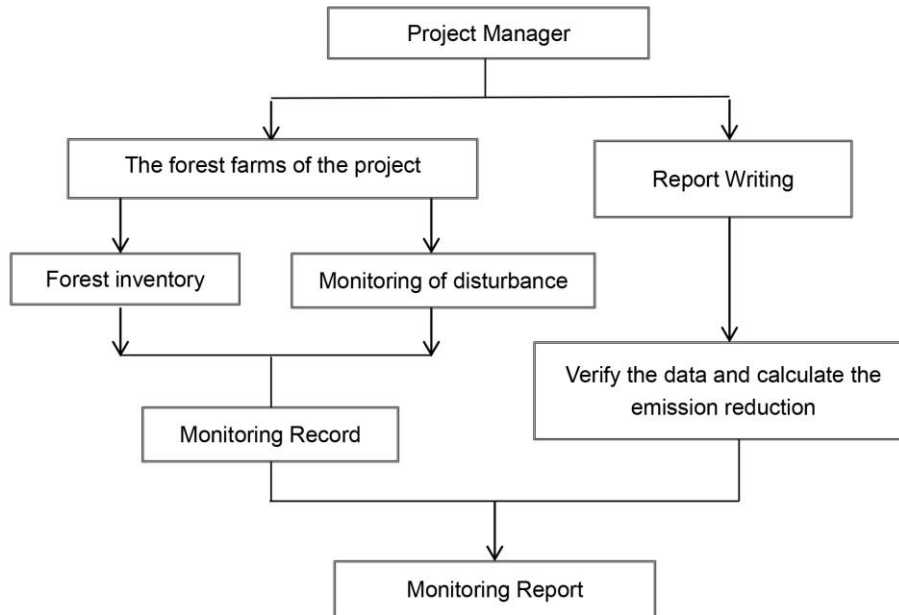 Project Manager
The forest farms of the project
Report Writing
Forest inventory
Monitoring of disturbance
Verify the data and calculate the
emission reduction
Monitoring Record
Monitoring Report